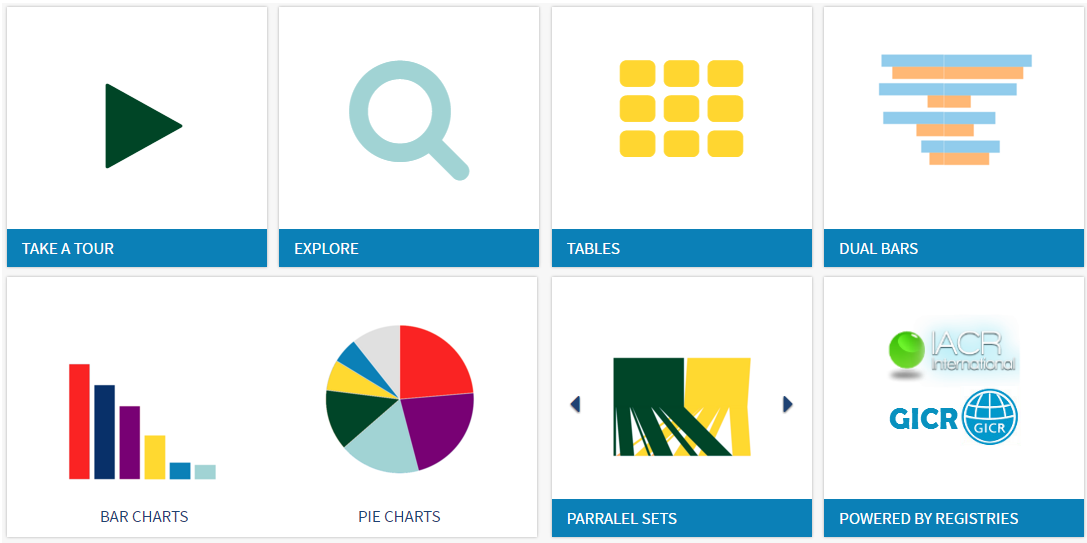 TAKE A TOUR
EXPLORE
TABLES
DUAL BARS
BAR CHARTS
PIE CHARTS
PARRALEL SETS
IACR
International
GICR
GICR
POWERED BY REGISTRIES